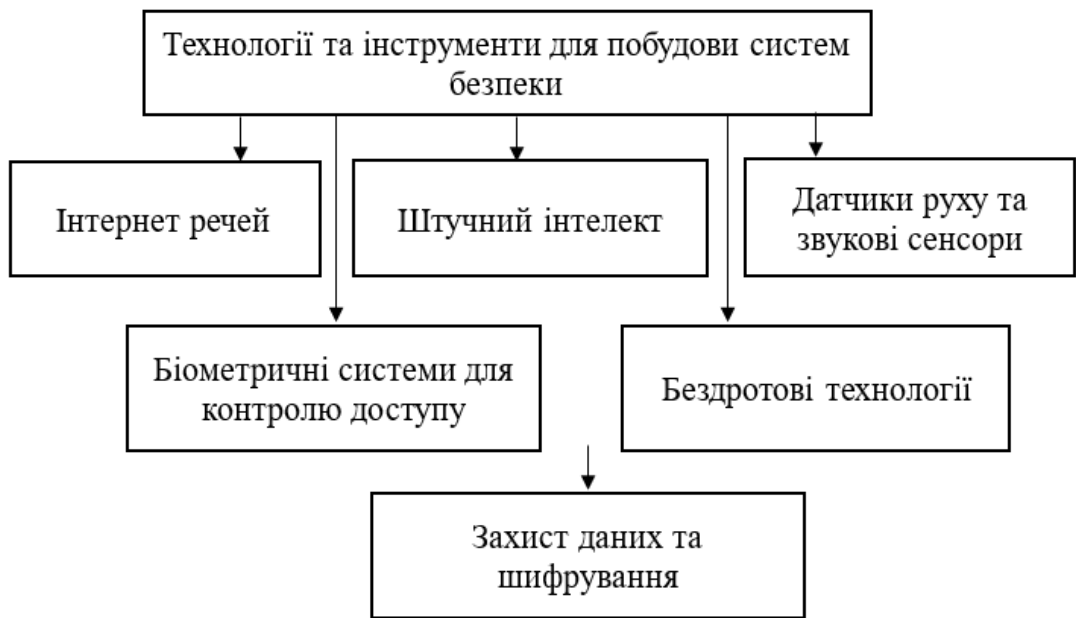 Технології та інструменти для побудови систем
безпеки
Інтернет речей
Штучний інтелект
Датчики руху та
звукові сенсори
Біометричні системи для
контролю доступу
Бездротові технології
Захист даних та
шифрування